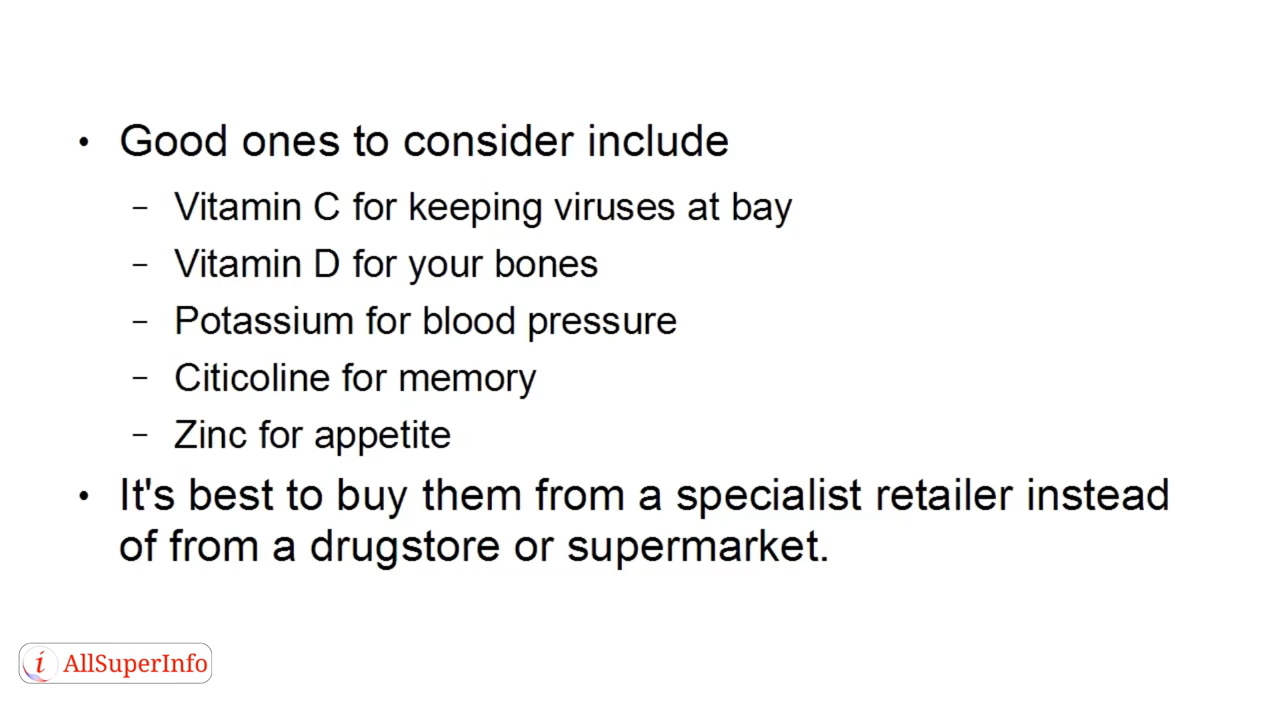 • Good ones to consider include
– Vitamin C for keeping viruses at bay
– Vitamin D for your bones
– Potassium for blood pressure
– Citicoline for memory
– Zinc for appetite
• It's best to buy them from a specialist retailer instead
of from a drugstore or supermarket.
i AllSuperInfo